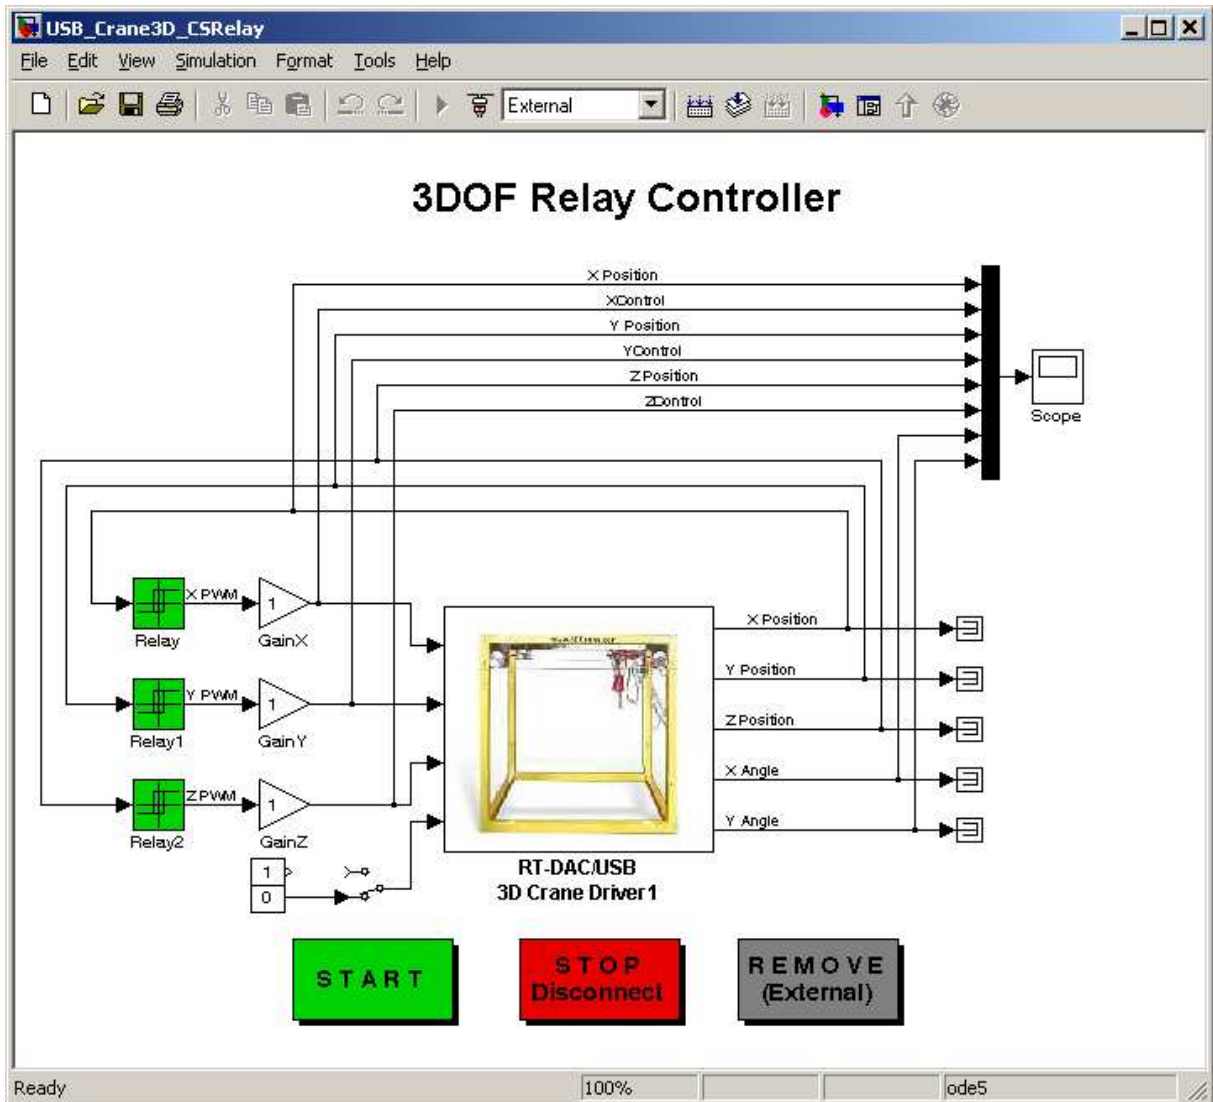 USB_Crane3D_CSRelay
File Edit View Simulation Format Tools Help
External
3DOF Relay Controller
X Position
XControl
Y Position
YControl
Z Position
ZControl
Scope
X PWM
1
Relay
GainX
Y PWM
1
Relay1
GainY
Z PWM
1
Relay2
GainZ
1
0
X Position
Y Position
Z Position
X Angle
Y Angle
RT-DAC/USB
3D Crane Driver1
START
STOP
Disconnect
REMOVE
(External)
Ready
100%
ode5